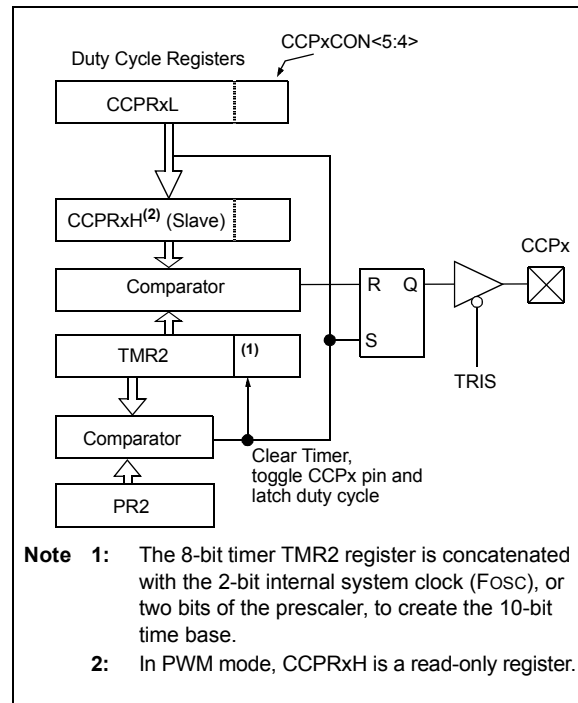 CCPxCON<5:4>
Duty Cycle Registers
CCPRxL
CCPRxH(2) (Slave)
CCPx
Comparator
R Q
TMR2 (1)
S
TRIS
Comparator
Clear Timer,
toggle CCPx pin and
latch duty cycle
PR2
Note 1: The 8-bit timer TMR2 register is concatenated
with the 2-bit internal system clock (FOSC), or
two bits of the prescaler, to create the 10-bit
time base.
2: In PWM mode, CCPRxH is a read-only register.